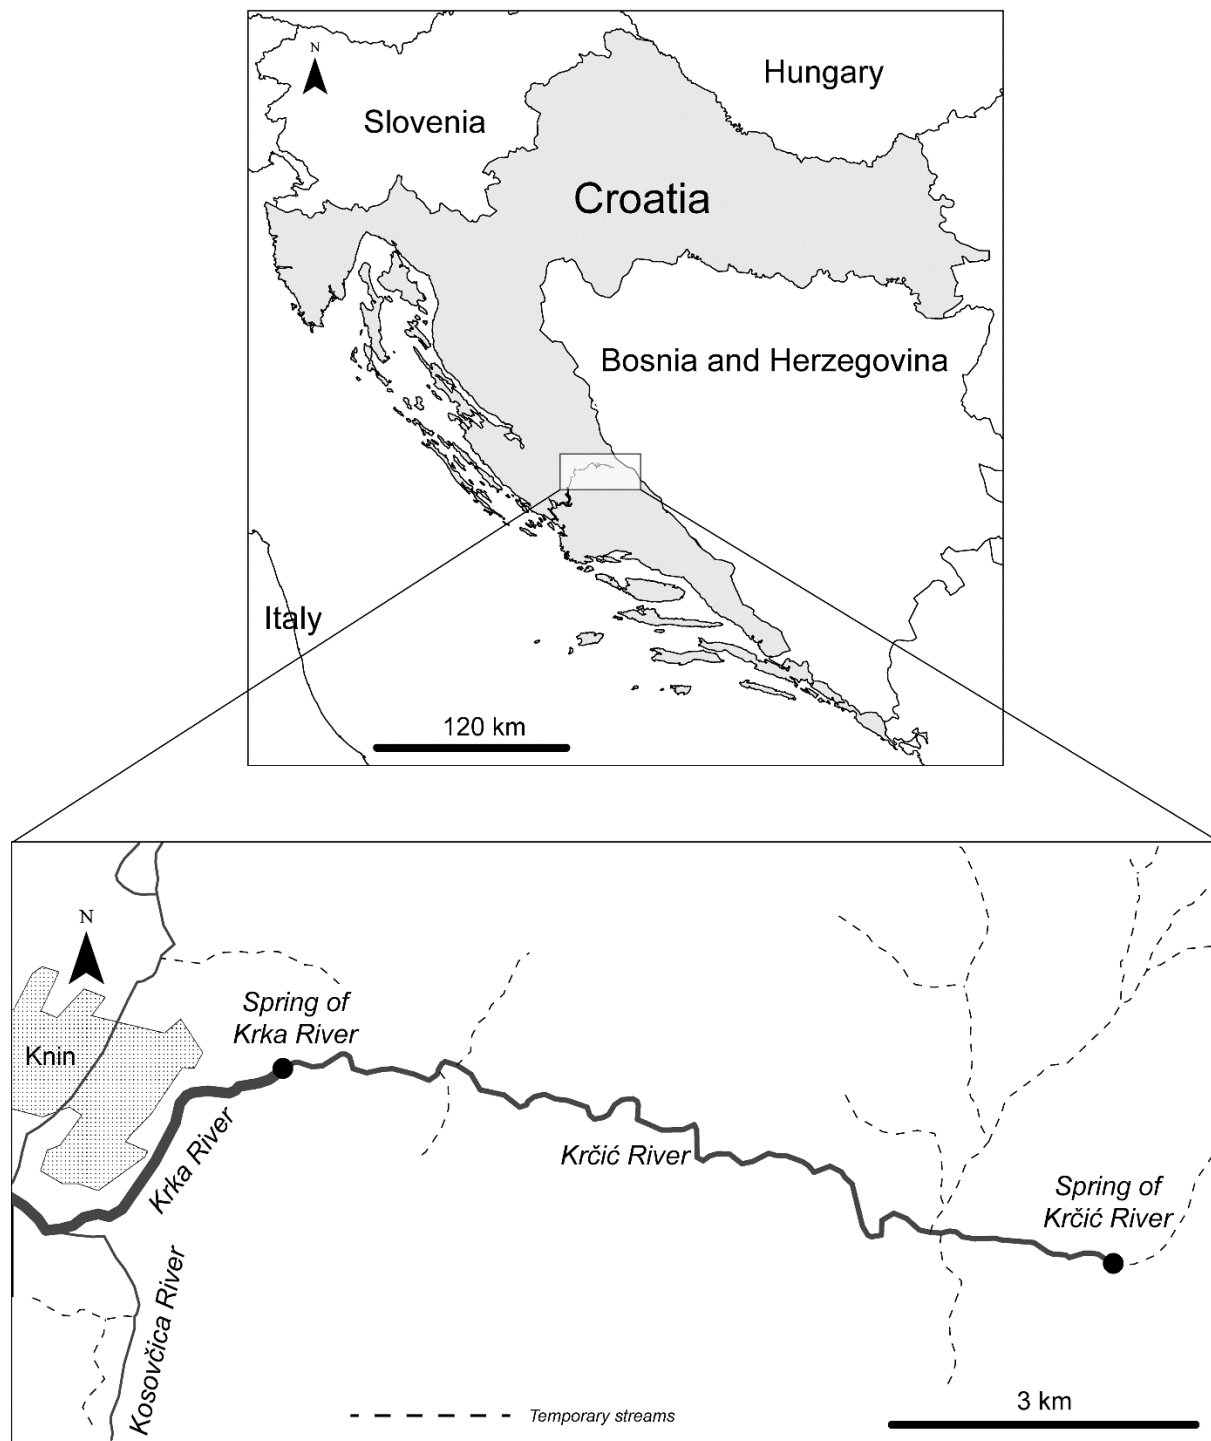 N
Hungary
Slovenia
Croatia
Bosnia and Herzegovina
Italy
120 km
N
Spring of
Krka River
Knin
Krka River
Krčić River
Spring of
Krčić River
Kosovčica River
3 km
Temporary streams